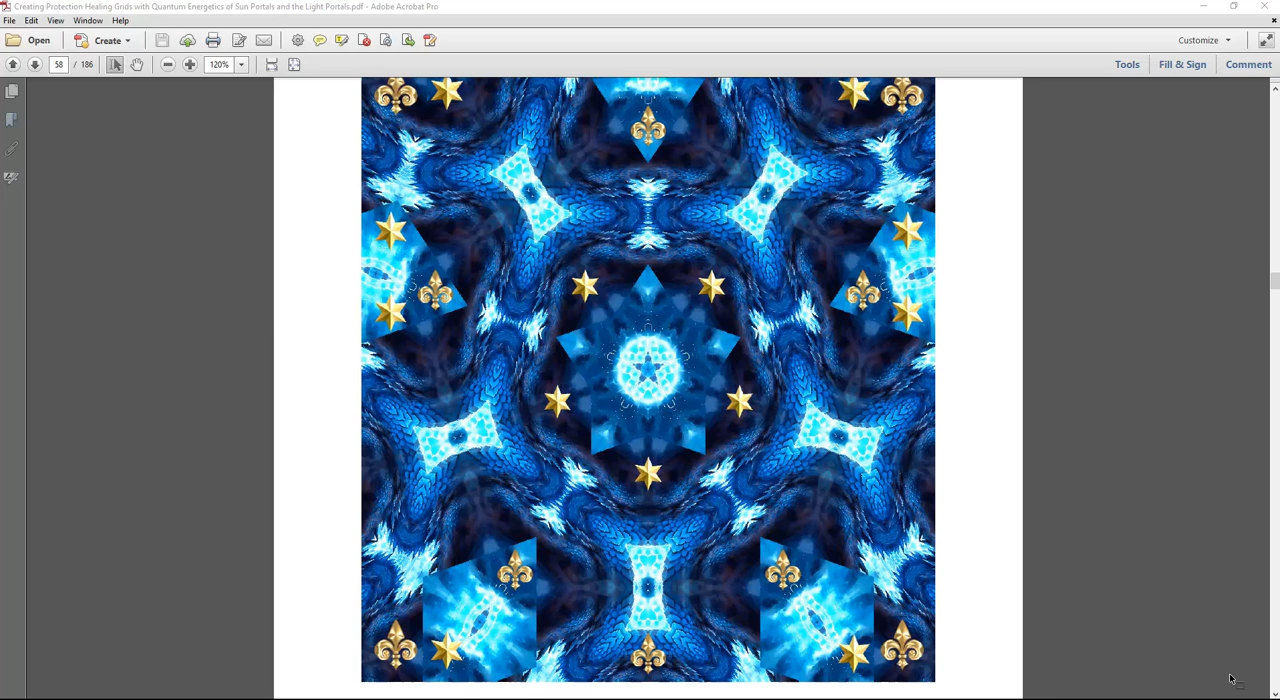 Creating Protection Healing Grids with Quantum Energetics of Sun Portals and the Light Portals.pdf - Adobe Acrobat Pro
File Edit View Window Help
Open Create Customize
58 / 186 120% Tools Fill & Sign Comment